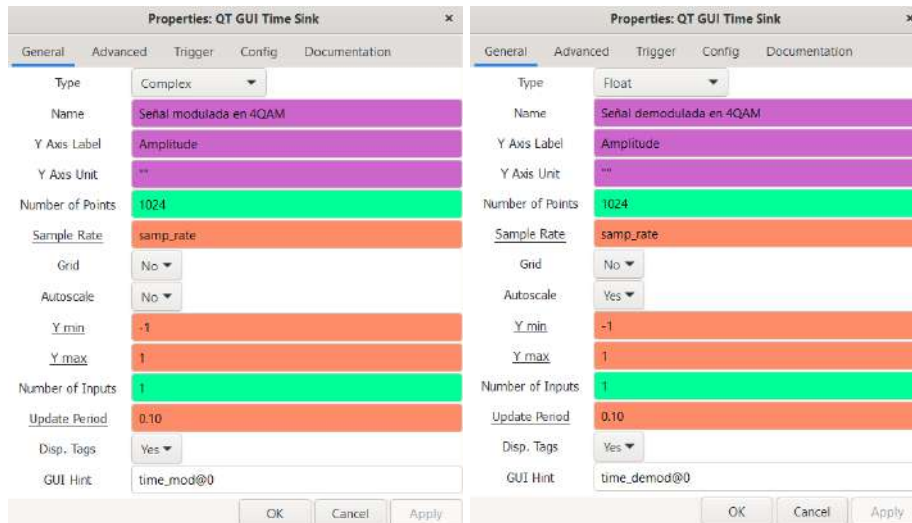 Properties: QT GUI Time Sink ×
General Advanced Trigger Config Documentation
Type Complex
Name Señal modulada en 4QAM
Y Axis Label Amplitude
Y Axis Unit ""
Number of Points 1024
Sample Rate samp_rate
Grid No
Autoscale No
Y min -1
Y max 1
Number of Inputs 1
Update Period 0.10
Disp. Tags Yes
GUI Hint time_mod@0
OK Cancel Apply
Properties: QT GUI Time Sink ×
General Advanced Trigger Config Documentation
Type Float
Name Señal demodulada en 4QAM
Y Axis Label Amplitude
Y Axis Unit ""
Number of Points 1024
Sample Rate samp_rate
Grid No
Autoscale Yes
Y min -1
Y max 1
Number of Inputs 1
Update Period 0.10
Disp. Tags Yes
GUI Hint time_demod@0
OK Cancel Apply